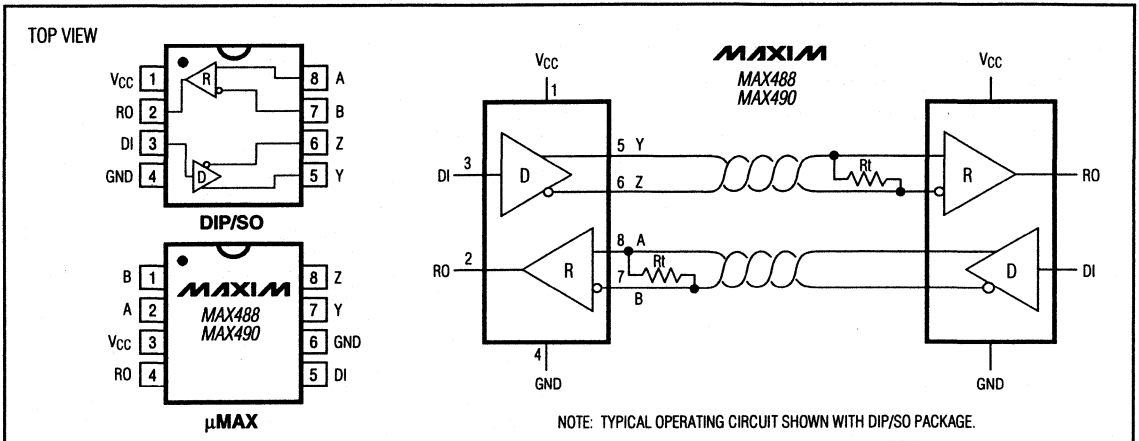 TOP VIEW
VCC 1
RO 2
DI 3
GND 4
R
D
8 A
7 B
6 Z
5 Y
DIP/SO
B 1
A 2
VCC 3
RO 4
MAXIM
MAX488
MAX490
8 Z
7 Y
6 GND
5 DI
µMAX
MAXIM
MAX488
MAX490
VCC
1
VCC
DI 3
D
5 Y
6 Z
Rt
R
RO
RO 2
R
8 A
Rt
7
B
D
DI
4
GND
GND
NOTE: TYPICAL OPERATING CIRCUIT SHOWN WITH DIP/SO PACKAGE.